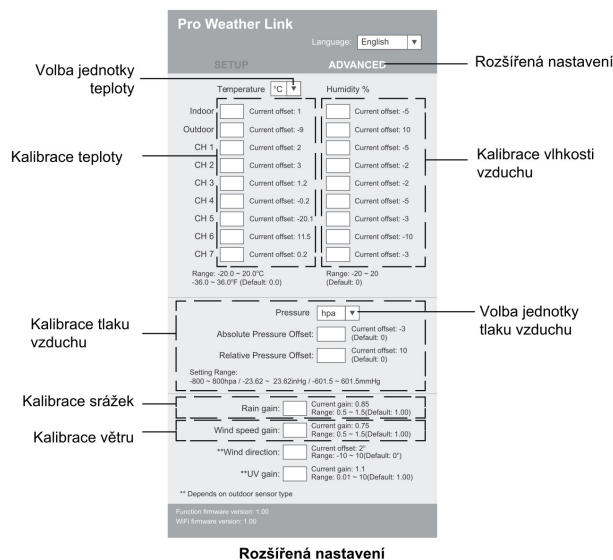 Pro Weather Link
Language: English
SETUP
ADVANCED
Rozšířená nastavení
Volba jednotky
teploty
Temperature °C
Humidity %
Indoor Current offset: 1 Current offset: -5
Outdoor Current offset: -9 Current offset: 10
CH 1 Current offset: 2 Current offset: -5
CH 2 Current offset: 3 Current offset: -2
CH 3 Current offset: 1.2 Current offset: -2
CH 4 Current offset: -0.2 Current offset: -5
CH 5 Current offset: -20.1 Current offset: -3
CH 6 Current offset: 11.5 Current offset: -10
CH 7 Current offset: 0.2 Current offset: -3
Kalibrace teploty
Kalibrace vlhkosti
vzduchu
Range: -20.0 ~ 20.0°C
-36.0 ~ 36.0°F (Default: 0.0)
Range: -20 ~ 20
(Default: 0)
Pressure hpa
Volba jednotky
tlaku vzduchu
Kalibrace tlaku
vzduchu
Absolute Pressure Offset: Current offset: -3
(Default: 0)
Relative Pressure Offset: Current offset: 10
(Default: 0)
Setting Range:
-800 ~ 800hpa / -23.62 ~ 23.62inHg / -601.5 ~ 601.5mmHg
Kalibrace srážek
Rain gain: Current gain: 0.85
Range: 0.5 ~ 1.5(Default: 1.00)
Kalibrace větru
Wind speed gain: Current gain: 0.75
Range: 0.5 ~ 1.5(Default: 1.00)
**Wind direction: Current offset: 2°
Range: -10 ~ 10(Default: 0°)
**UV gain: Current gain: 1.1
Range: 0.01 ~ 10(Default: 1.00)
** Depends on outdoor sensor type
Function firmware version: 1.00
WiFi firmware version: 1.00
Rozšířená nastavení